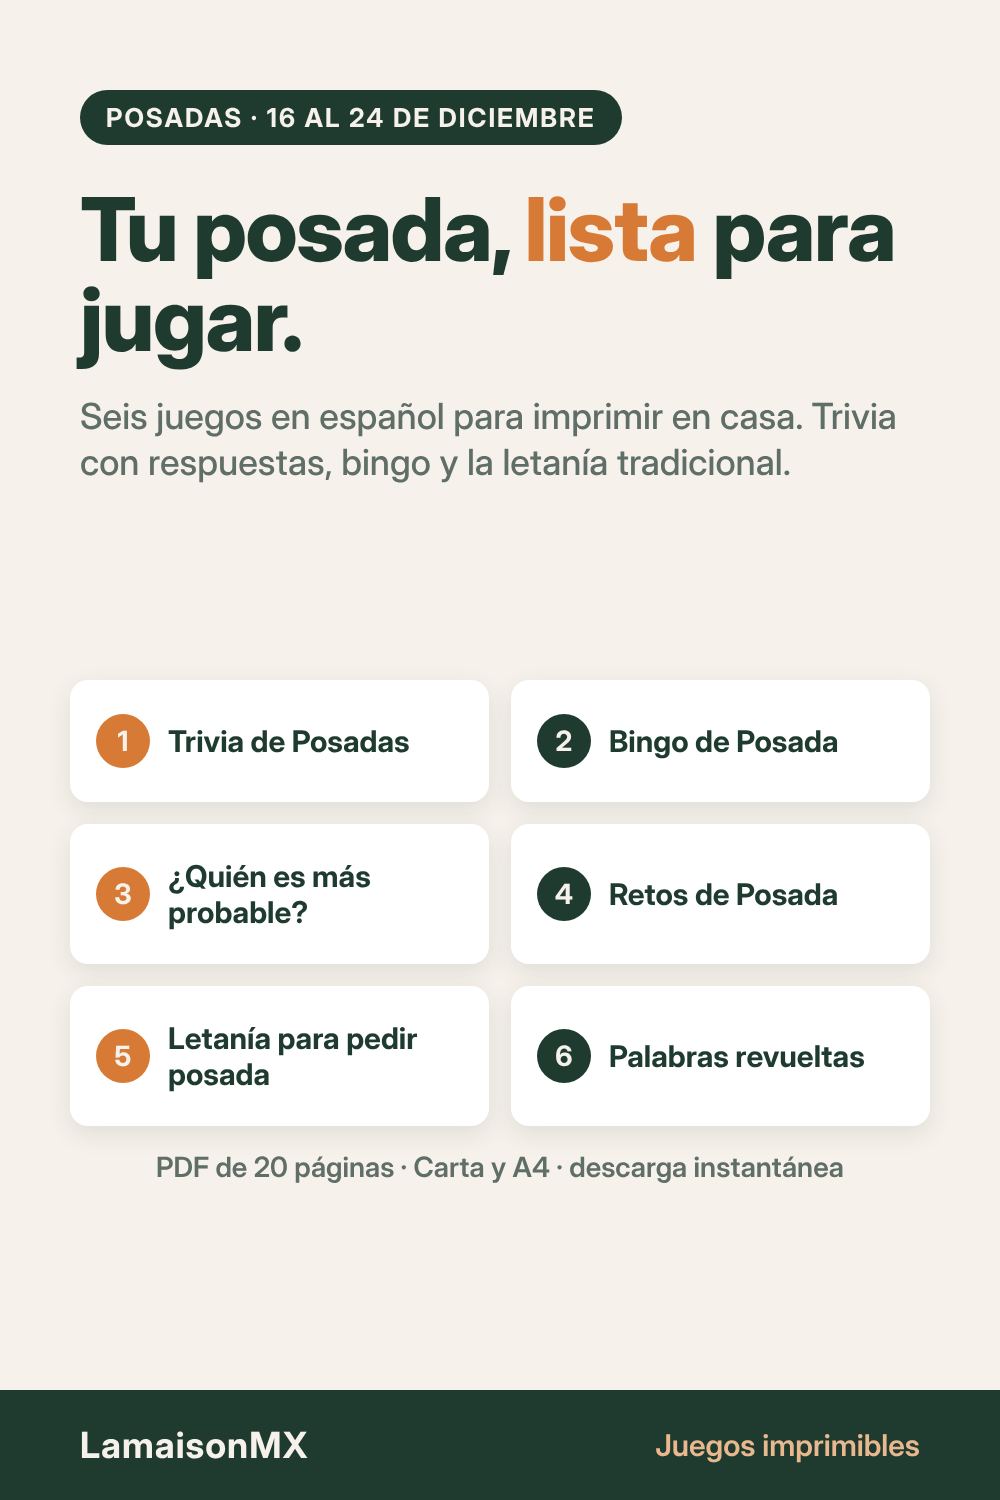 POSADAS · 16 AL 24 DE DICIEMBRE
Tu posada, lista para
jugar.
Seis juegos en español para imprimir en casa. Trivia
con respuestas, bingo y la letanía tradicional.
1 Trivia de Posadas
2 Bingo de Posada
3 ¿Quién es más
probable?
4 Retos de Posada
5 Letanía para pedir
posada
6 Palabras revueltas
PDF de 20 páginas · Carta y A4 · descarga instantánea
LamaisonMX
Juegos imprimibles